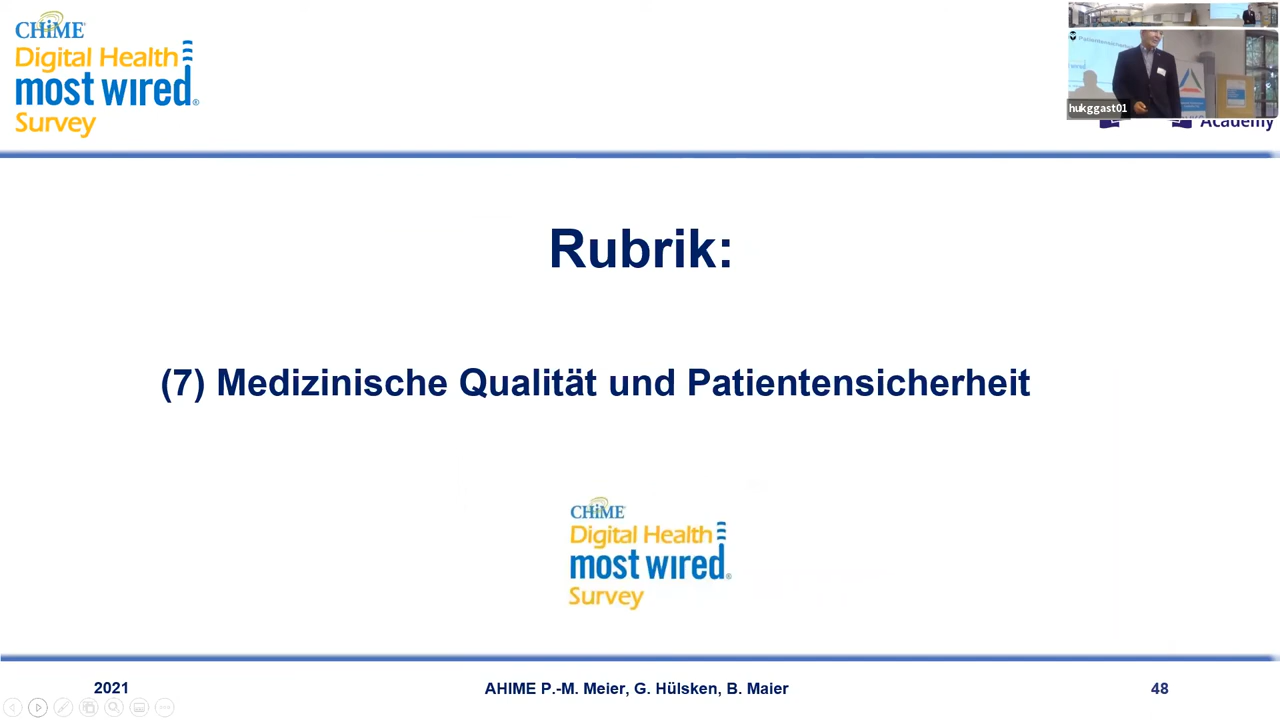 CHiME
Digital Health
most wired®
Survey
Patientensicherhe
hukggast01
Academy
Rubrik:
(7) Medizinische Qualität und Patientensicherheit
CHiME
Digital Health
most wired®
Survey
2021
AHIME P.-M. Meier, G. Hülsken, B. Maier
48